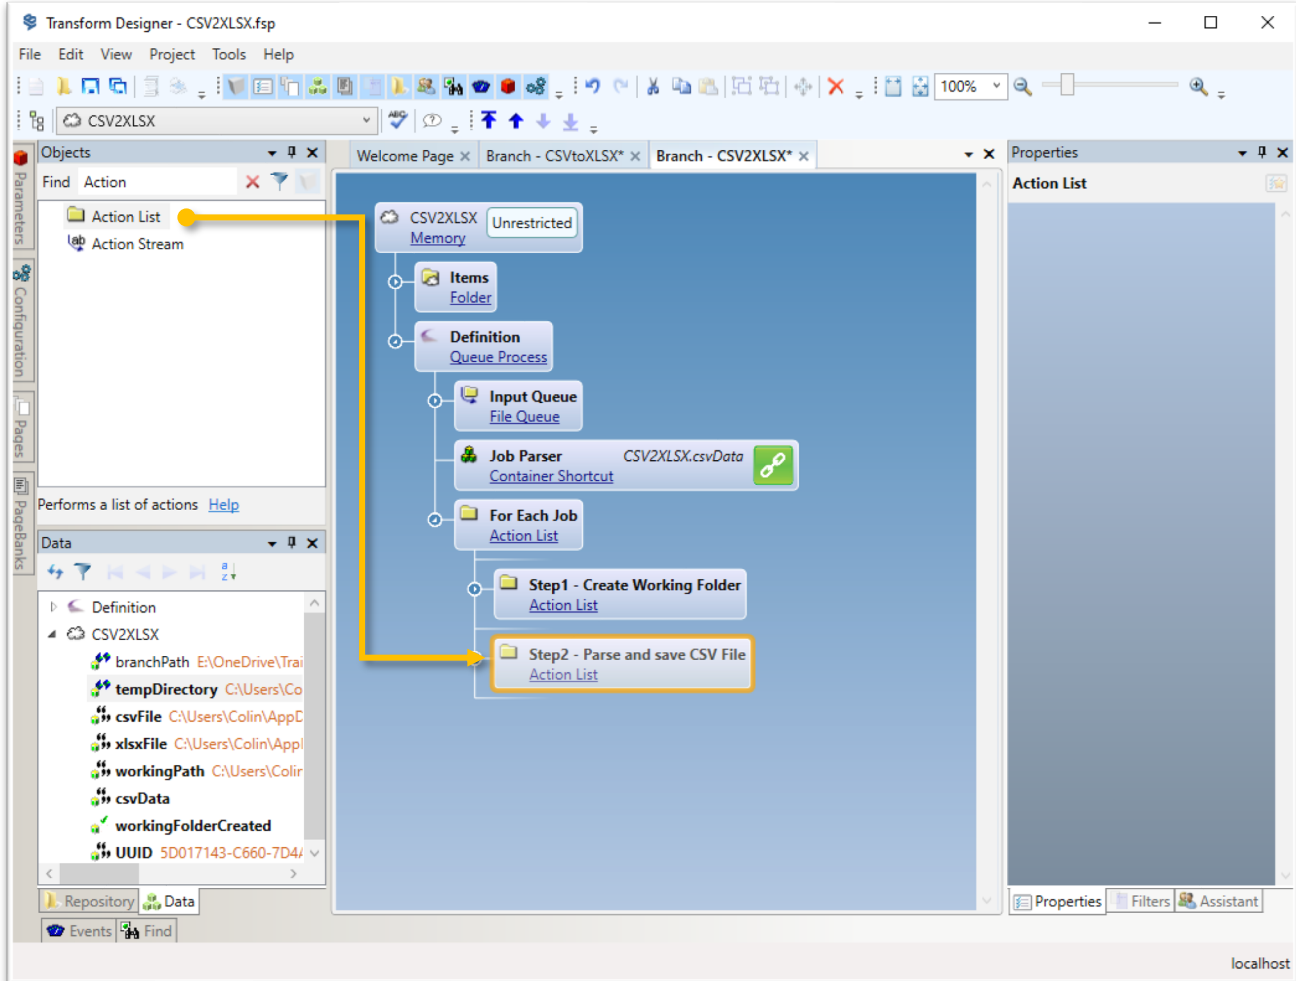 Transform Designer - CSV2XLSX.fsp
File Edit View Project Tools Help
100%
CSV2XLSX
Objects
Find Action
Action List
Action Stream
Performs a list of actions Help
Parameters
Configuration
Pages
PageBanks
Data
Definition
CSV2XLSX
branchPath E:\OneDrive\Trai
tempDirectory C:\Users\Co
csvFile C:\Users\Colin\AppD
xlsxFile C:\Users\Colin\Appl
workingPath C:\Users\Colin
csvData
workingFolderCreated
UUID 5D017143-C660-7D4A
Repository Data
Events Find
Welcome Page Branch - CSVtoXLSX* Branch - CSV2XLSX*
CSV2XLSX
Memory
Unrestricted
Items
Folder
Definition
Queue Process
Input Queue
File Queue
Job Parser CSV2XLSX.csvData
Container Shortcut
For Each Job
Action List
Step1 - Create Working Folder
Action List
Step2 - Parse and save CSV File
Action List
Properties
Action List
Properties Filters Assistant
localhost